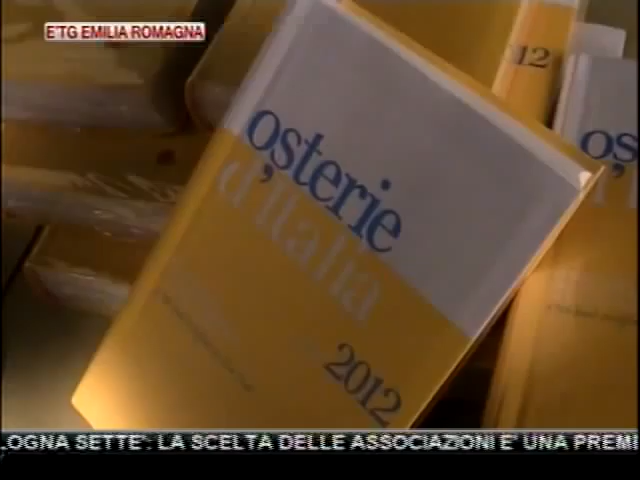 E'TG EMILIA ROMAGNA
12
osterie
d'Italia
2012
os
OGNA SETTE': LA SCELTA DELLE ASSOCIAZIONI E' UNA PREMI